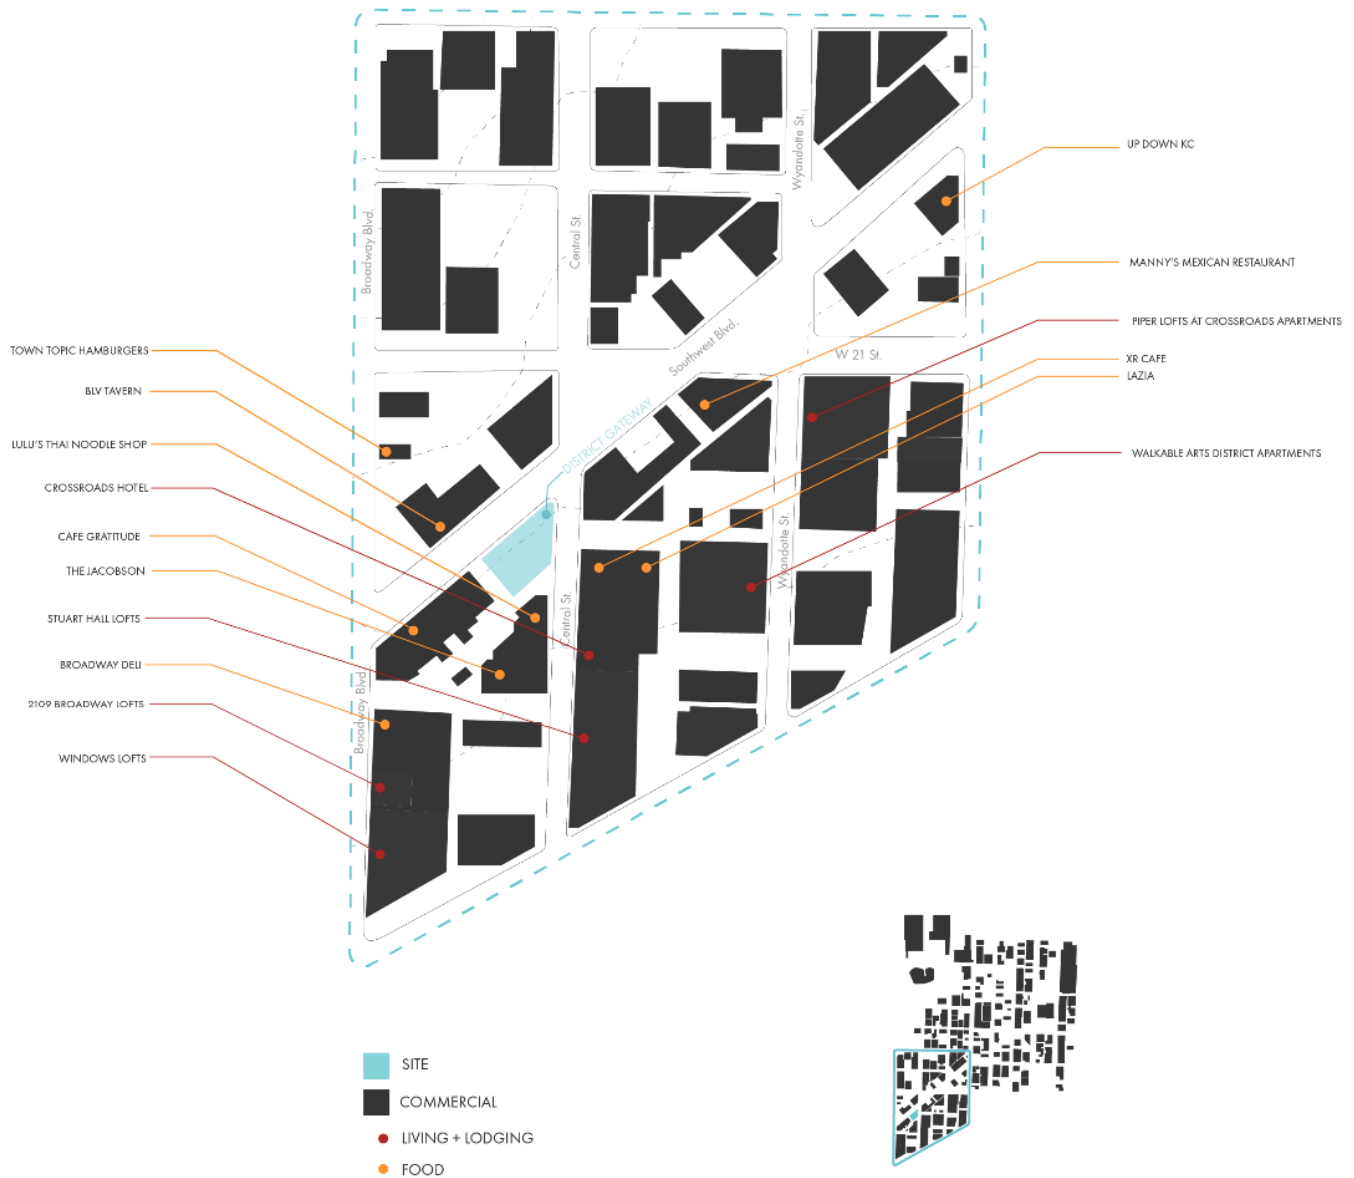 UP DOWN KC
Wyandotte St.
Broadway Blvd.
Central St.
MANNY'S MEXICAN RESTAURANT
PIPER LOFTS AT CROSSROADS APARTMENTS
Southwest Blvd.
W 21 St.
TOWN TOPIC HAMBURGERS
XR CAFE
LAZIA
BLV TAVERN
DISTRICT GATEWAY
LULU'S THAI NOODLE SHOP
WALKABLE ARTS DISTRICT APARTMENTS
CROSSROADS HOTEL
CAFE GRATITUDE
Wyandotte St.
THE JACOBSON
STUART HALL LOFTS
Central St.
BROADWAY DELI
2109 BROADWAY LOFTS
Broadway Blvd.
WINDOWS LOFTS
SITE
COMMERCIAL
LIVING + LODGING
FOOD